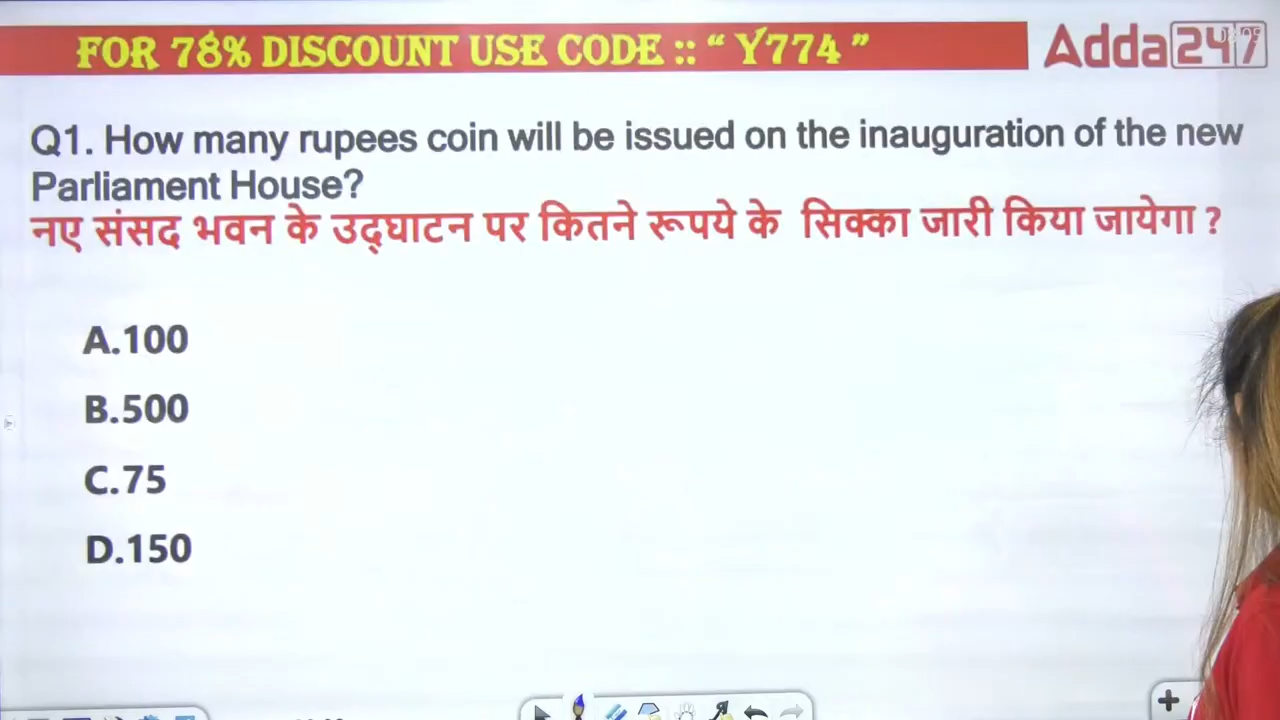 FOR 78% DISCOUNT USE CODE :: “ Y774 ”
Adda247
Q1. How many rupees coin will be issued on the inauguration of the new
Parliament House?
नए संसद भवन के उद्घाटन पर कितने रूपये के सिक्का जारी किया जायेगा ?
A.100
B.500
C.75
D.150